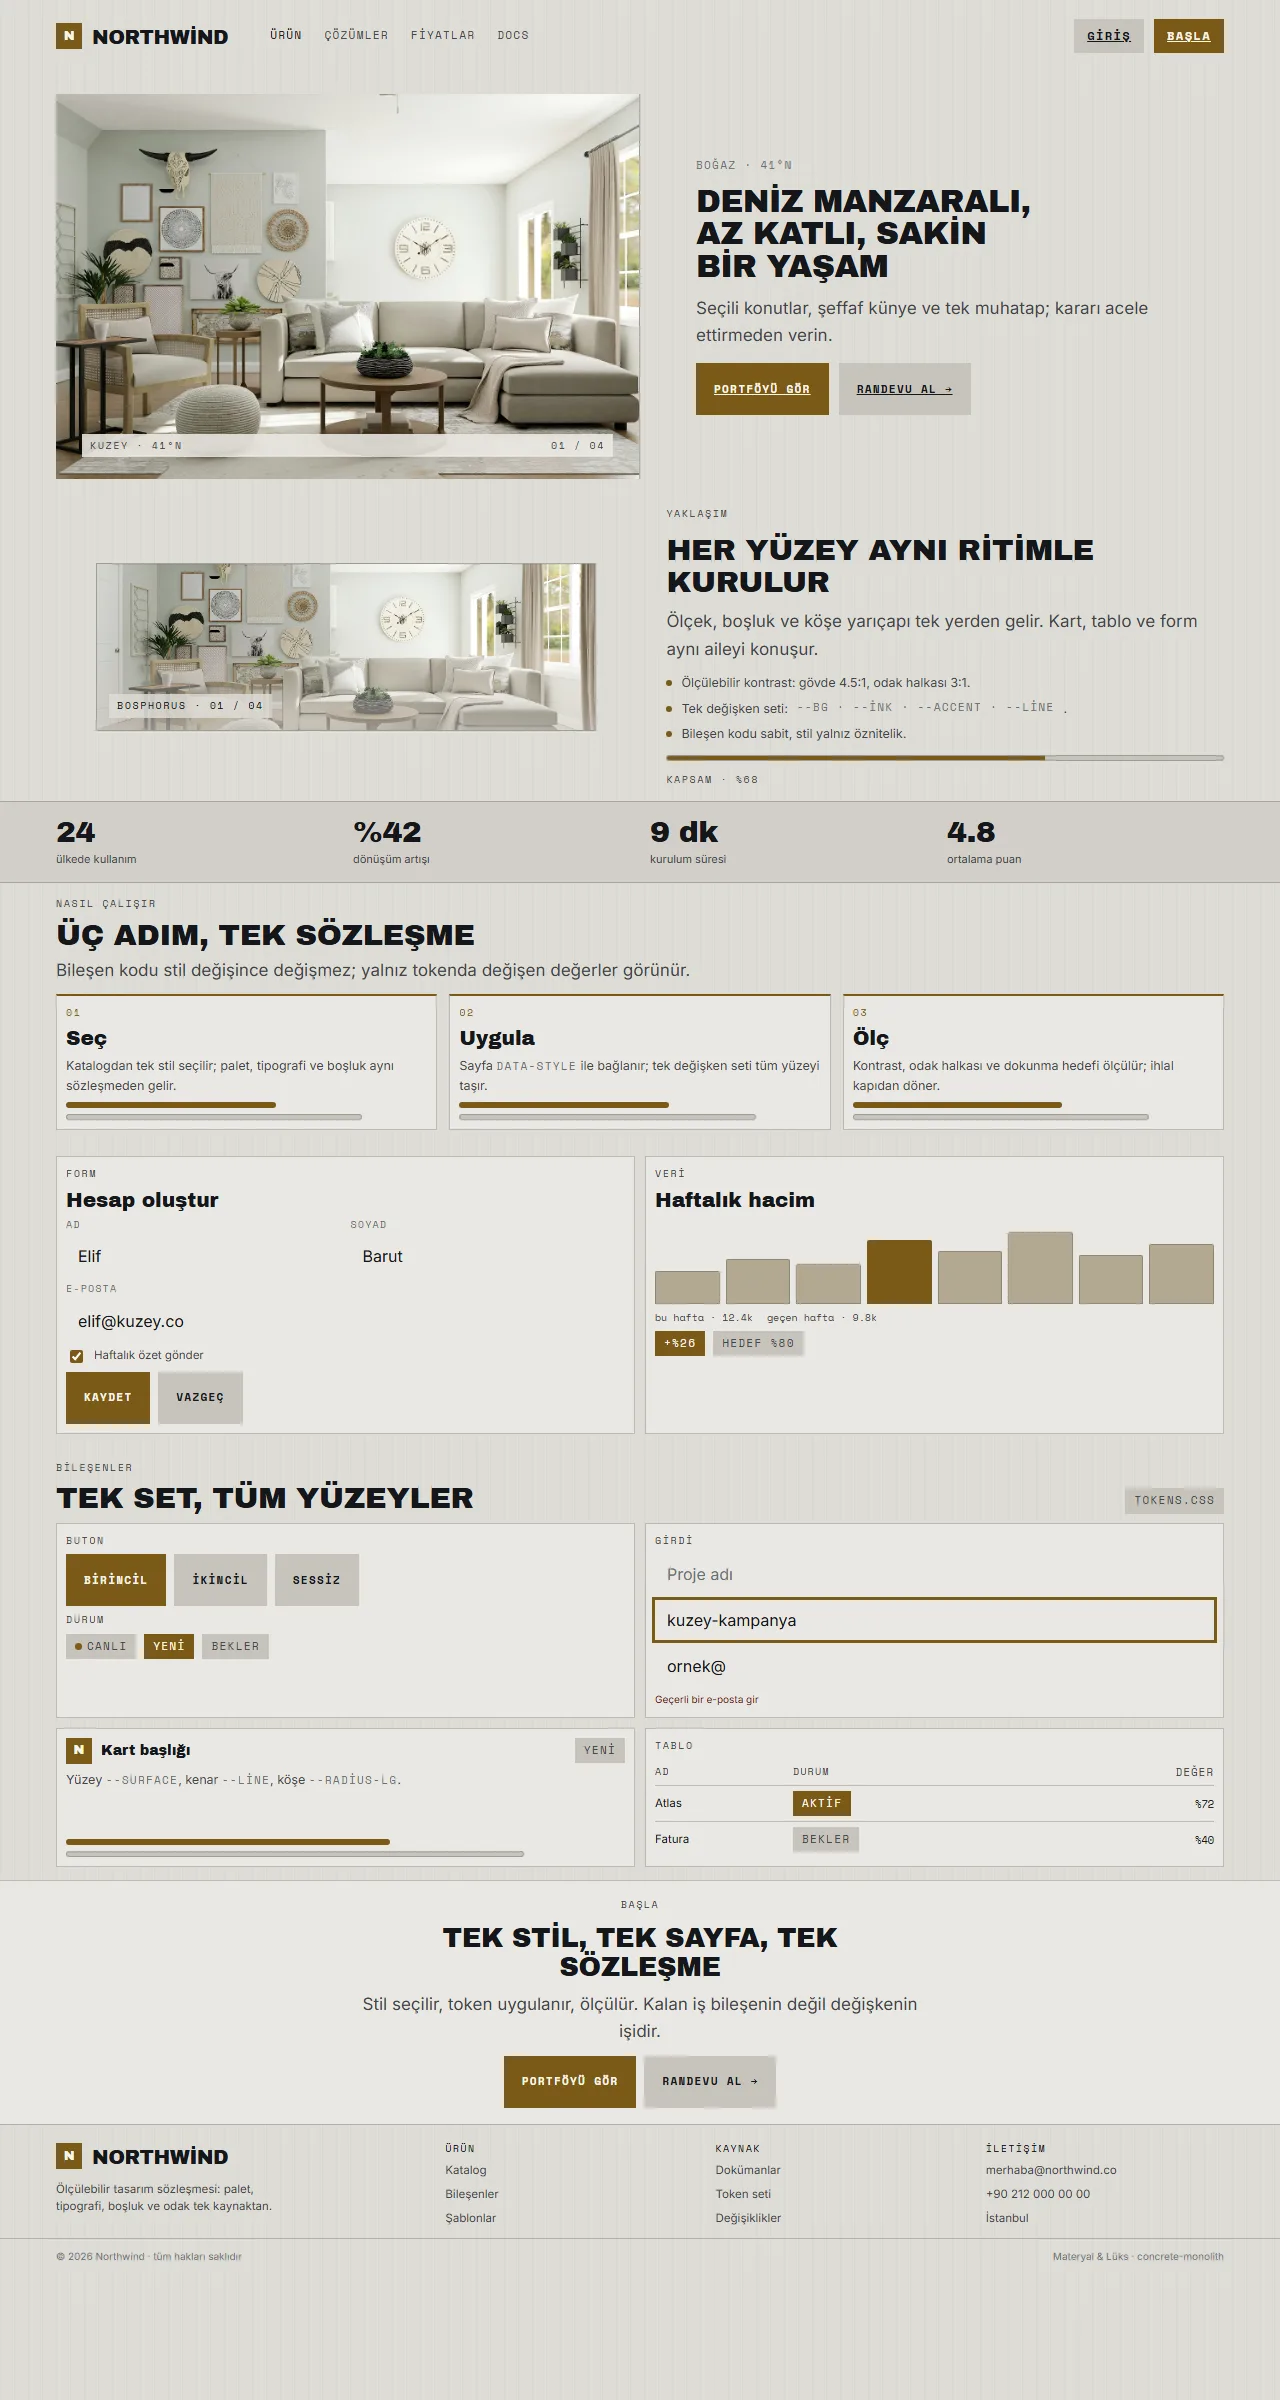 N NORTHWİND ÜRÜN ÇÖZÜMLER FİYATLAR DOCS GİRİŞ BAŞLA
BOĞAZ · 41°N
DENİZ MANZARALI,
AZ KATLI, SAKİN
BİR YAŞAM
Seçili konutlar, şeffaf künye ve tek muhatap; kararı acele
ettirmeden verin.
PORTFÖYÜ GÖR RANDEVU AL →
KUZEY · 41°N 01 / 04
YAKLAŞIM
HER YÜZEY AYNI RİTİMLE
KURULUR
Ölçek, boşluk ve köşe yarıçapı tek yerden gelir. Kart, tablo ve form
aynı aileyi konuşur.
Ölçülebilir kontrast: gövde 4.5:1, odak halkası 3:1.
Tek değişken seti: --BG · --İNK · --ACCENT · --LİNE .
Bileşen kodu sabit, stil yalnız öznitelik.
KAPSAM · %68
BOSPHORUS · 01 / 04
24 %42 9 dk 4.8
ülkede kullanım dönüşüm artışı kurulum süresi ortalama puan
NASIL ÇALIŞIR
ÜÇ ADIM, TEK SÖZLEŞME
Bileşen kodu stil değişince değişmez; yalnız tokenda değişen değerler görünür.
01
Seç
Katalogdan tek stil seçilir; palet, tipografi ve boşluk aynı
sözleşmeden gelir.
02
Uygula
Sayfa DATA-STYLE ile bağlanır; tek değişken seti tüm yüzeyi
taşır.
03
Ölç
Kontrast, odak halkası ve dokunma hedefi ölçülür; ihlal
kapıdan döner.
FORM
Hesap oluştur
AD SOYAD
Elif Barut
E-POSTA
elif@kuzey.co
Haftalık özet gönder
KAYDET VAZGEÇ
VERİ
Haftalık hacim
bu hafta · 12.4k geçen hafta · 9.8k
+%26 HEDEF %80
BİLEŞENLER
TEK SET, TÜM YÜZEYLER TOKENS.CSS
BUTON
BİRİNCİL İKİNCİL SESSİZ
DURUM
CANLI YENİ BEKLER
GİRDİ
Proje adı
kuzey-kampanya
ornek@
Geçerli bir e-posta gir
N Kart başlığı YENİ
Yüzey --SURFACE, kenar --LİNE, köşe --RADİUS-LG.
TABLO
AD DURUM DEĞER
Atlas AKTİF %72
Fatura BEKLER %40
BAŞLA
TEK STİL, TEK SAYFA, TEK
SÖZLEŞME
Stil seçilir, token uygulanır, ölçülür. Kalan iş bileşenin değil değişkenin
işidir.
PORTFÖYÜ GÖR RANDEVU AL →
N NORTHWİND
Ölçülebilir tasarım sözleşmesi: palet,
tipografi, boşluk ve odak tek kaynaktan.
ÜRÜN
Katalog
Bileşenler
Şablonlar
KAYNAK
Dokümanlar
Token seti
Değişiklikler
İLETİŞİM
merhaba@northwind.co
+90 212 000 00 00
İstanbul
© 2026 Northwind · tüm hakları saklıdır Materyal & Lüks · concrete-monolith